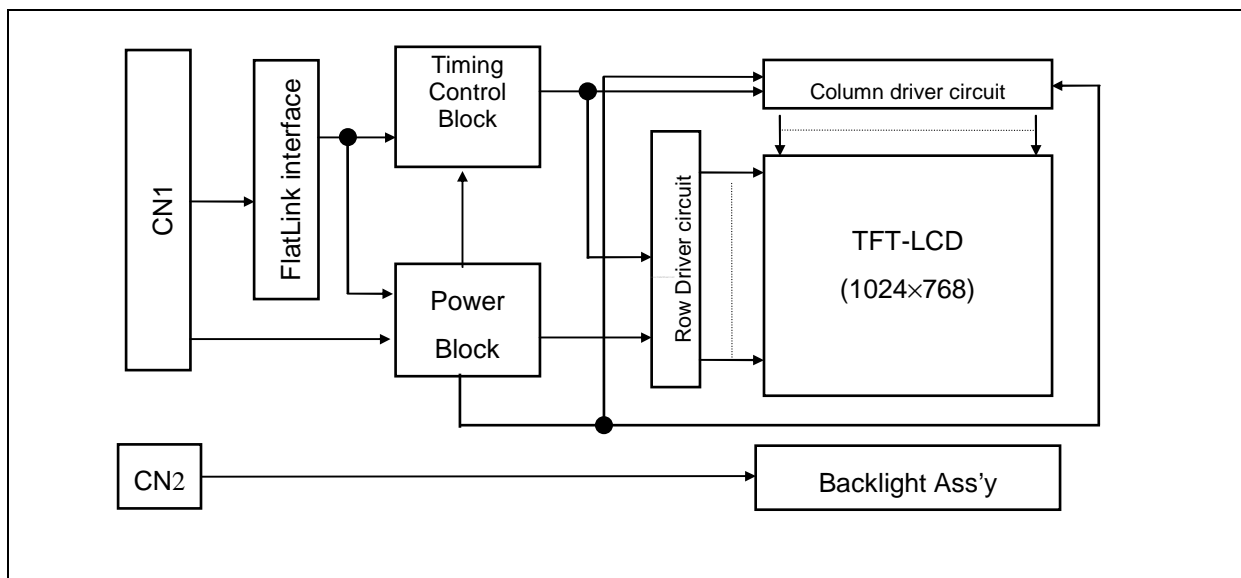 CN1
FlatLink interface
Timing
Control
Block
Power
Block
Row Driver circuit
Column driver circuit
TFT-LCD
(1024×768)
CN2
Backlight Ass’y